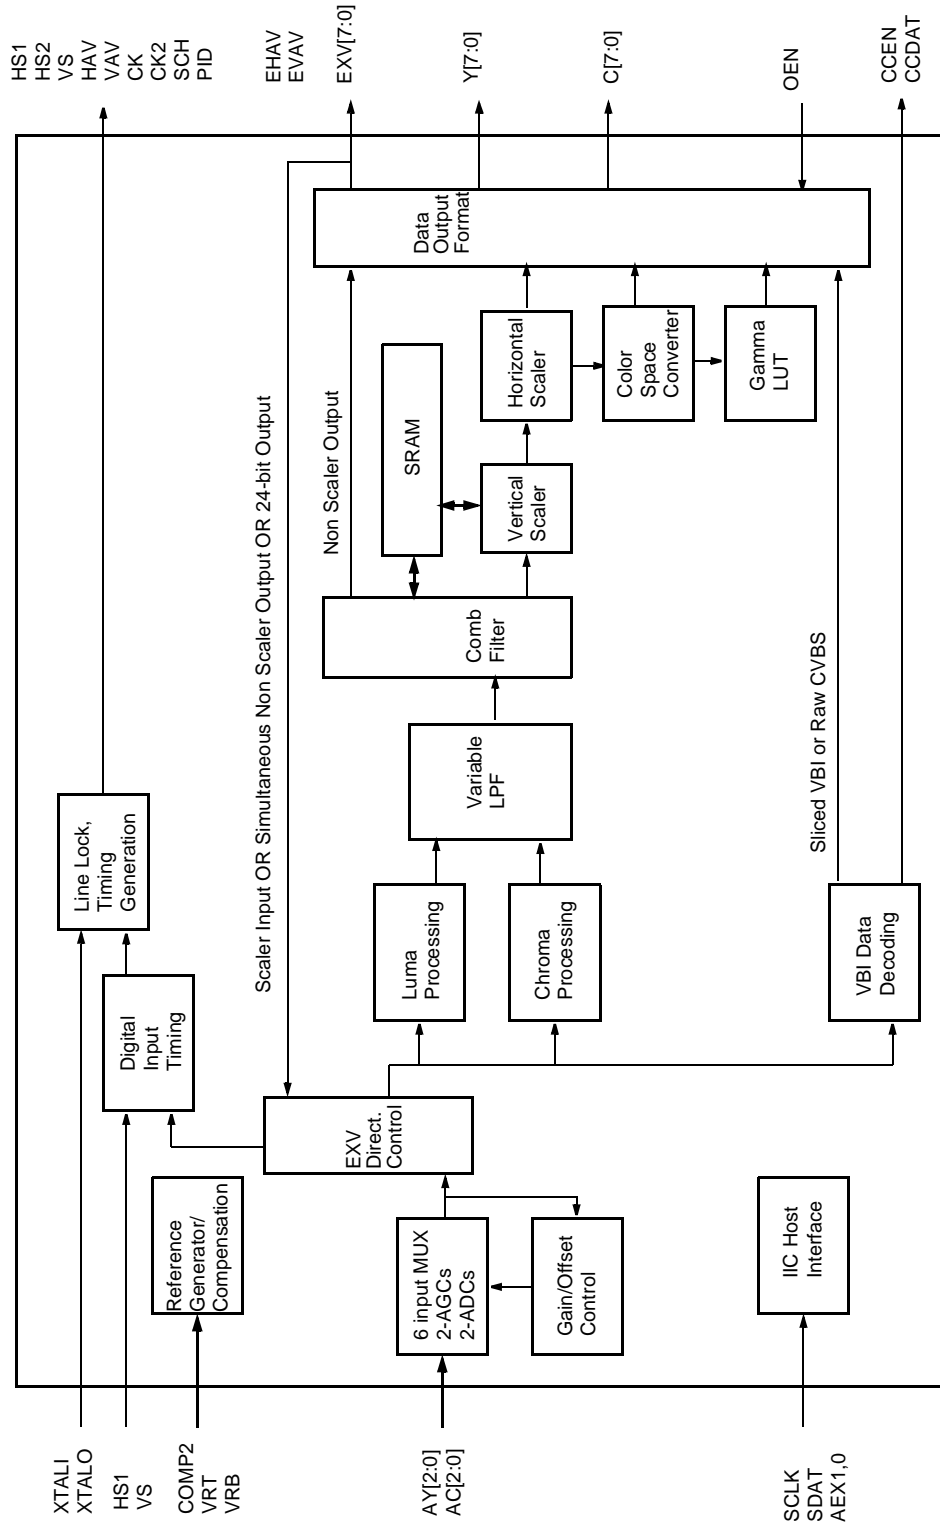 XTALI
XTALO
HS1
VS
COMP2
VRT
VRB
AY[2:0]
AC[2:0]
SCLK
SDAT
AEX1,0
Reference
Generator/
Compensation
6 input MUX
2-AGCs
2-ADCs
Gain/Offset
Control
IIC Host
Interface
Digital
Input
Timing
EXV
Direct.
Control
Line Lock,
Timing
Generation
Luma
Processing
Chroma
Processing
VBI Data
Decoding
Variable
LPF
Comb
Filter
Scaler Input OR Simultaneous Non Scaler Output OR 24-bit Output
Non Scaler Output
Sliced VBI or Raw CVBS
SRAM
Vertical
Scaler
Horizontal
Scaler
Color
Space
Converter
Gamma
LUT
Data
Output
Format
HS1
HS2
VS
HAV
VAV
CK
CK2
SCH
PID
EHAV
EVAV
EXV[7:0]
Y[7:0]
C[7:0]
OEN
CCEN
CCDAT